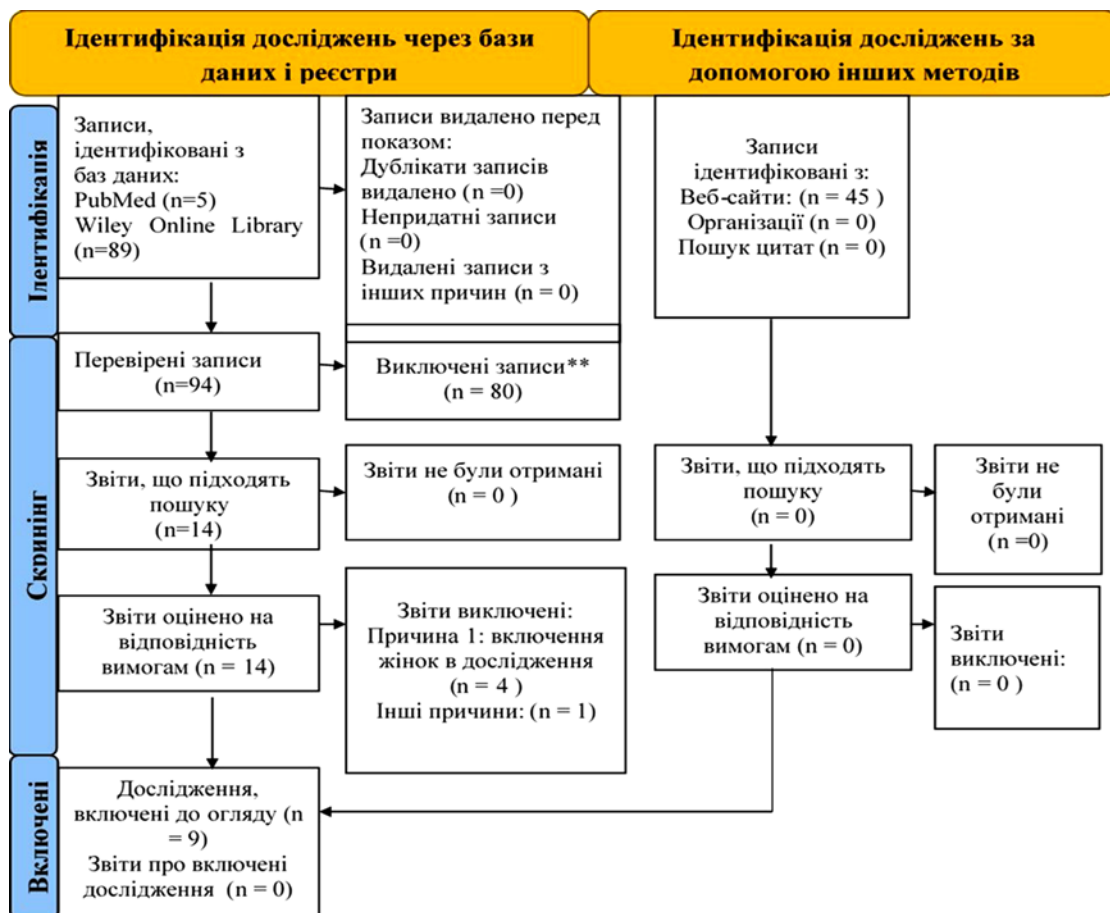 Ідентифікація досліджень через бази
даних і реєстри
Ідентифікація досліджень за
допомогою інших методів
Ідентифікація
Записи,
ідентифіковані з
баз даних:
PubMed (n=5)
Wiley Online Library
(n=89)
Записи видалено перед
показом:
Дублікати записів
видалено (n =0)
Непридатні записи
(n =0)
Видалені записи з
інших причин (n = 0)
Записи
ідентифіковані з:
Веб-сайти: (n = 45 )
Організації (n = 0)
Пошук цитат (n = 0)
Скринінг
Перевірені записи
(n=94)
Виключені записи**
(n = 80)
Звіти, що підходять
пошуку
(n=14)
Звіти не були отримані
(n = 0 )
Звіти, що підходять
пошуку
(n = 0)
Звіти не
були
отримані
(n =0)
Звіти оцінено на
відповідність
вимогам (n = 14)
Звіти виключені:
Причина 1: включення
жінок в дослідження
(n = 4 )
Інші причини: (n = 1)
Звіти оцінено на
відповідність
вимогам (n = 0)
Звіти
виключені:
(n = 0 )
Включені
Дослідження,
включені до огляду (n
= 9)
Звіти про включені
дослідження (n = 0)